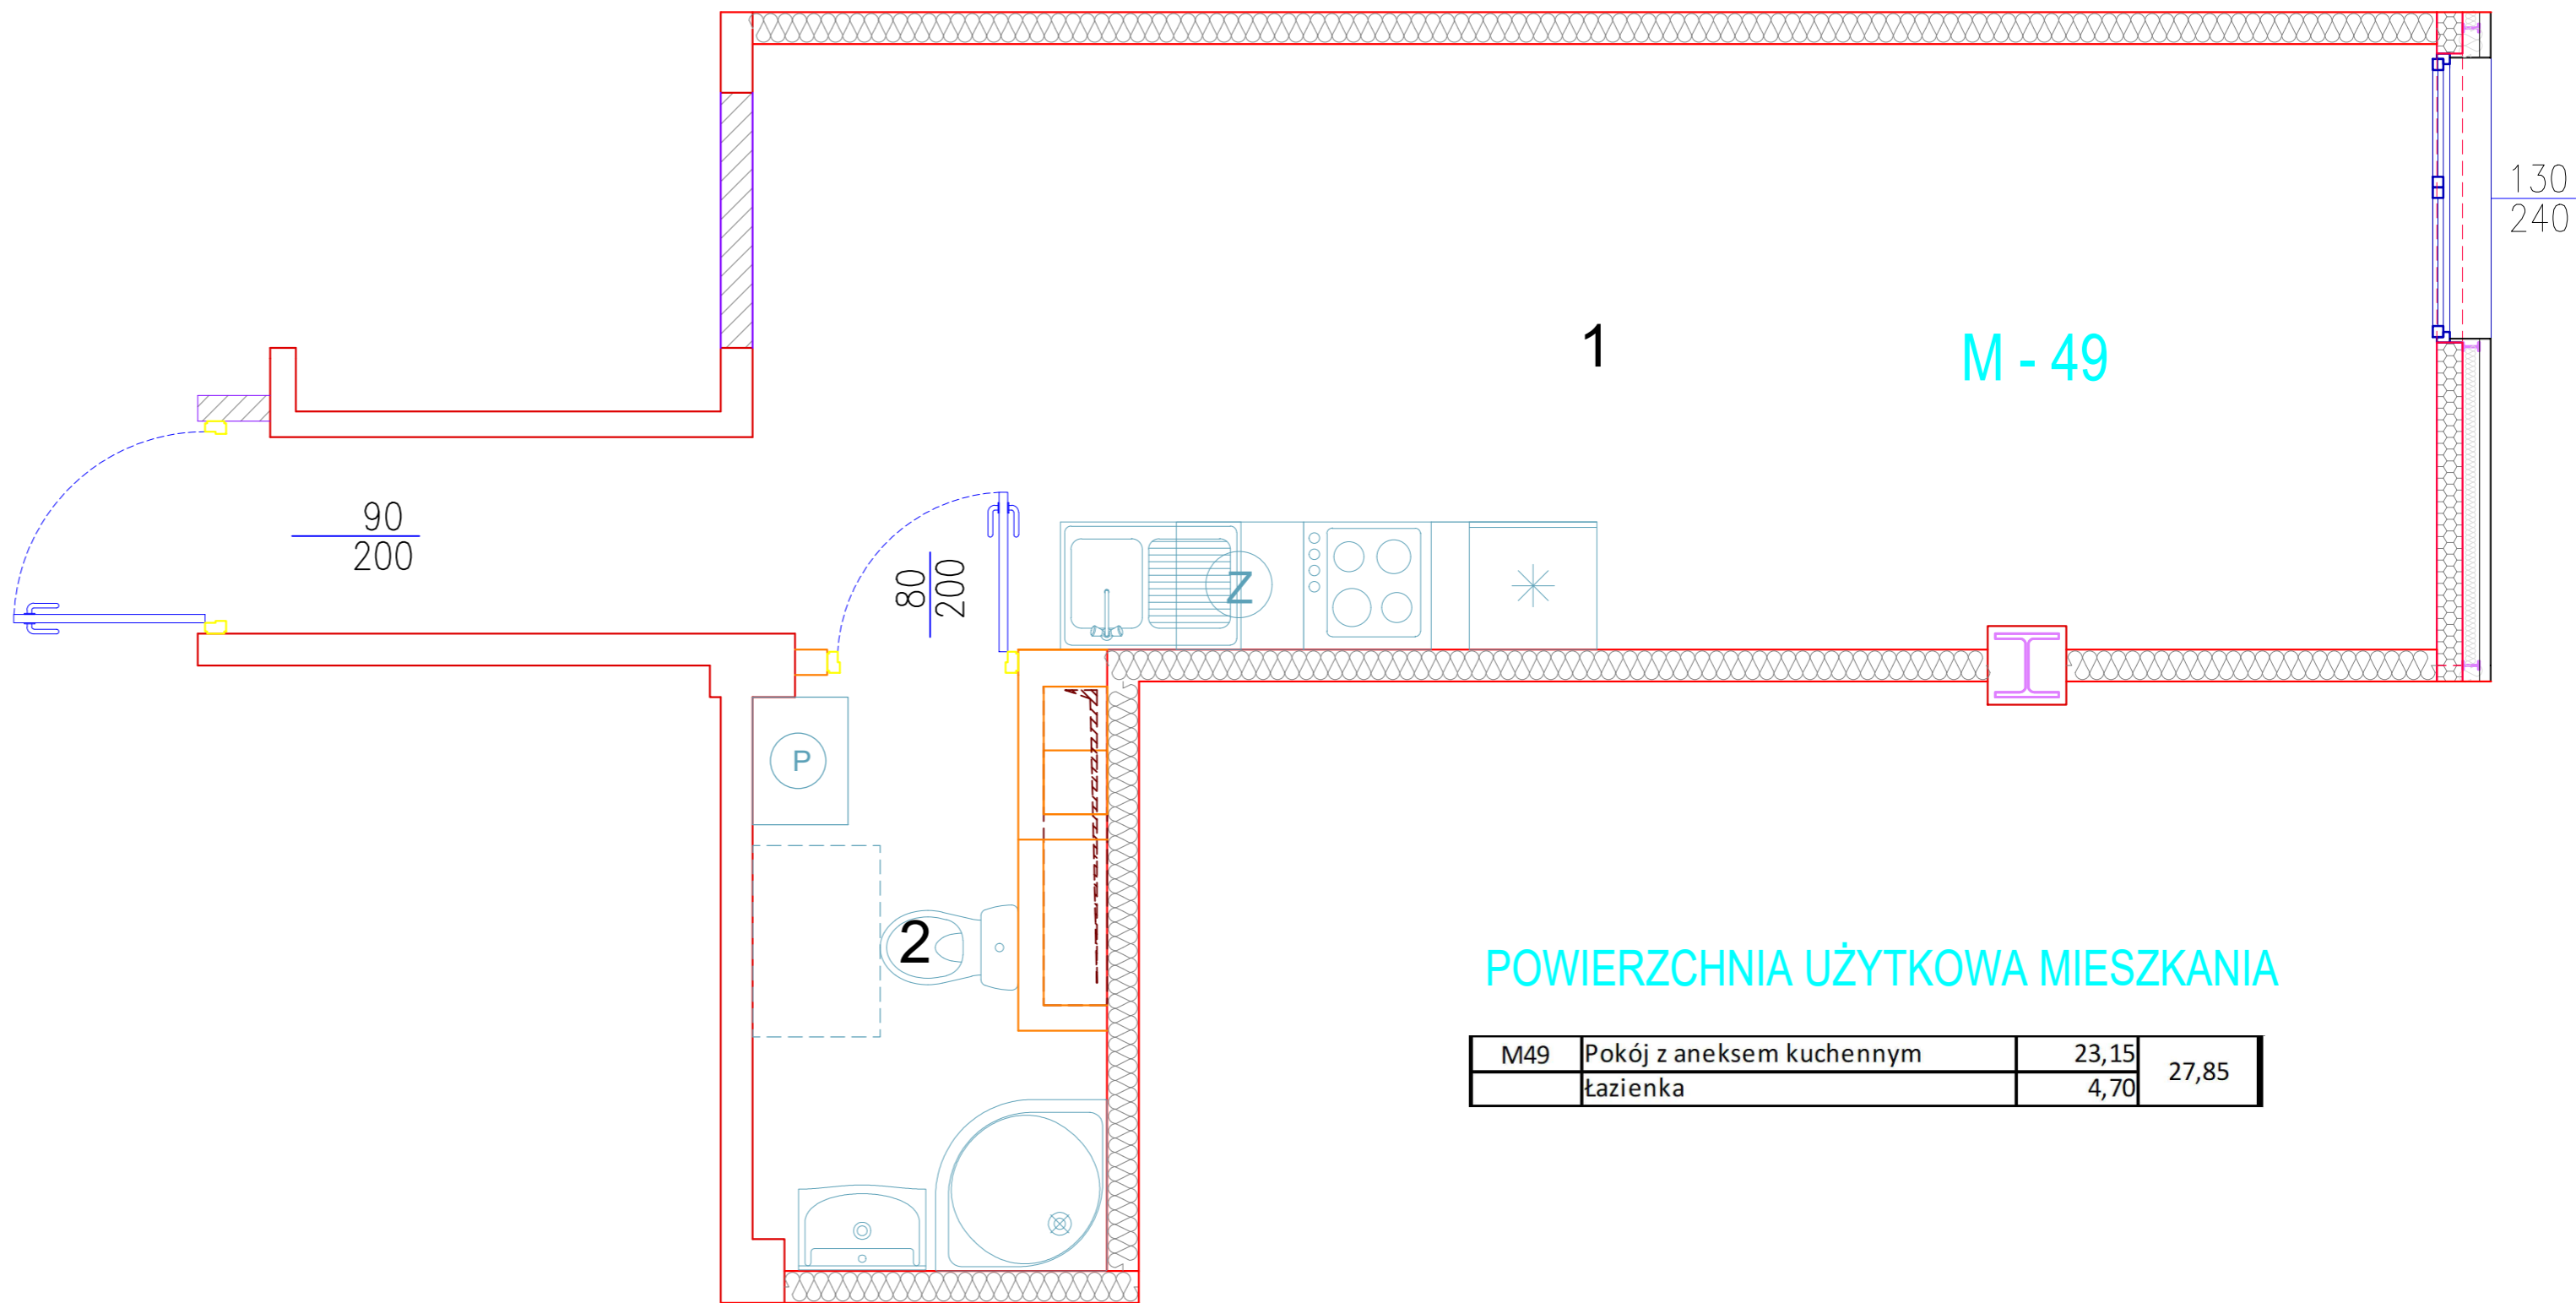 130
240
1
M - 49
90
200
80
200
Z
P
2
POWIERZCHNIA UŻYTKOWA MIESZKANIA
M49 Pokój z aneksem kuchennym 23,15 27,85
Łazienka 4,70